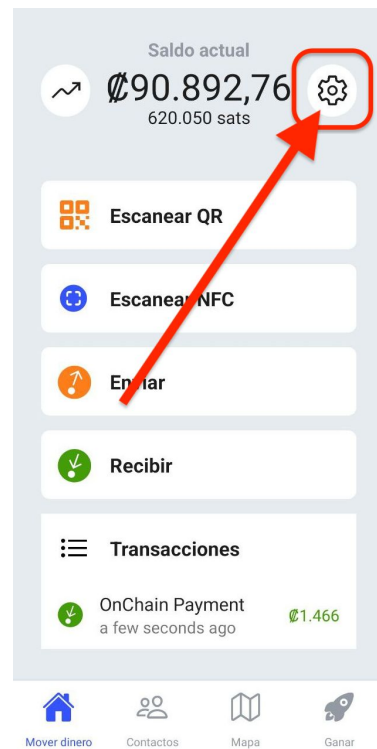 Saldo actual
₡90.892,76
620.050 sats
Escanear QR
Escanear NFC
Enviar
Recibir
Transacciones
OnChain Payment
₡1.466
a few seconds ago
Mover dinero
Contactos
Mapa
Ganar